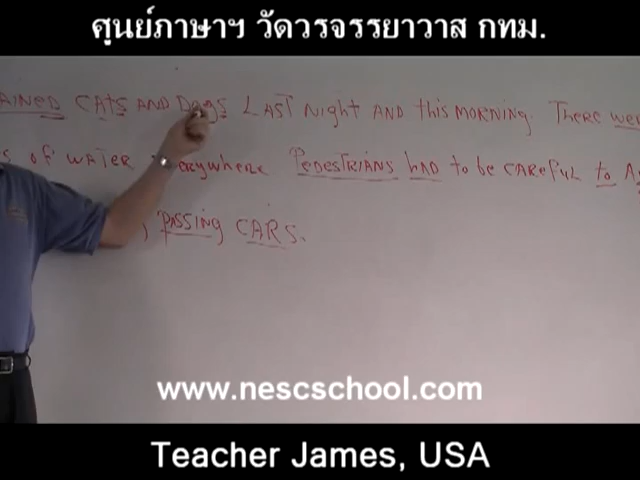 ศูนย์ภาษาฯ วัดวรจรรยาวาส กทม.
AINED CAts AND DOgs LAST Night AND this MORNINg. THERE WER
OF WATER PEDESTRIANS HAD to be CAREFUL to A
PASSINg CARS.
www.nescschool.com
Teacher James, USA